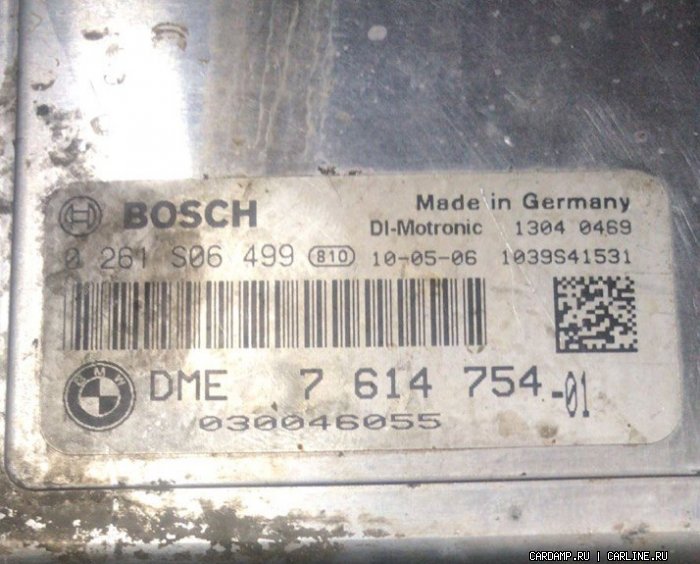 BOSCH
Made in Germany
DI-Motronic 1304 0469
0 261 S06 499 810 10-05-06 1039S41531
BMW
DME 7 614 754-01
030046055
CARDAMP.RU | CARLINE.RU